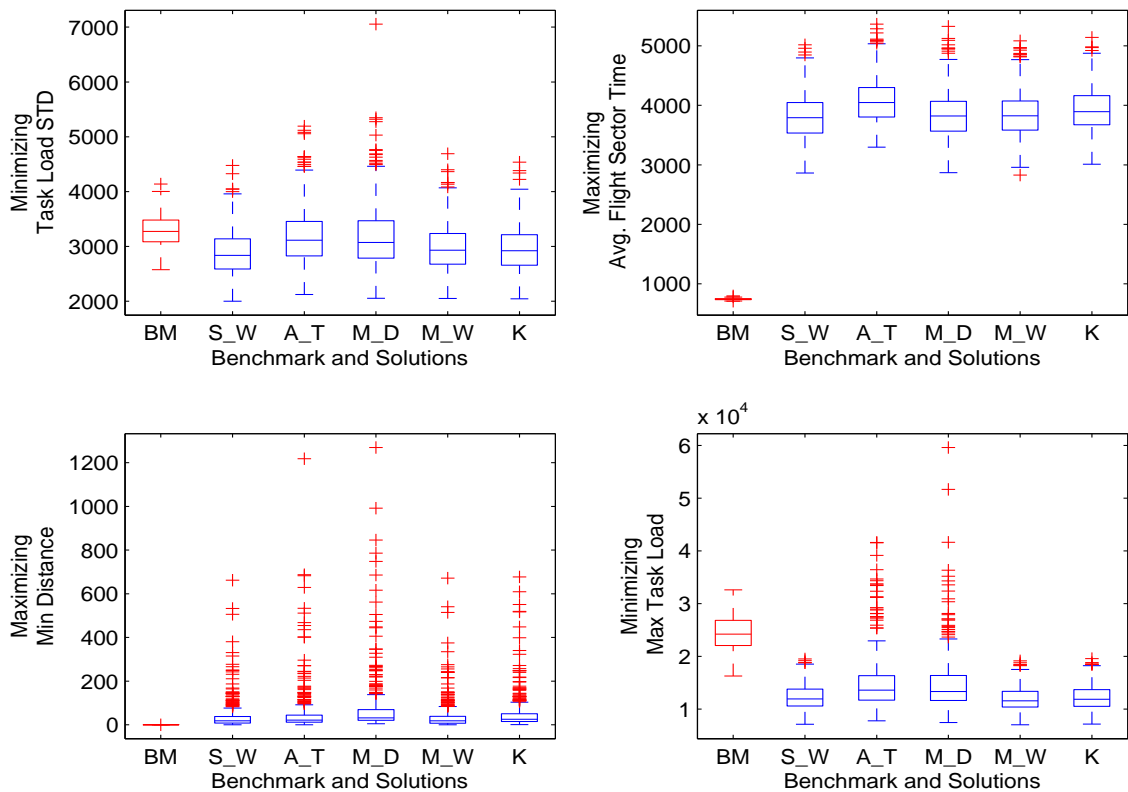 Minimizing
Task Load STD
7000
6000
5000
4000
3000
2000
BM S_W A_T M_D M_W K
Benchmark and Solutions
Maximizing
Avg. Flight Sector Time
5000
4000
3000
2000
1000
BM S_W A_T M_D M_W K
Benchmark and Solutions
Maximizing
Min Distance
1200
1000
800
600
400
200
0
BM S_W A_T M_D M_W K
Benchmark and Solutions
x 10^4
Minimizing
Max Task Load
6
5
4
3
2
1
BM S_W A_T M_D M_W K
Benchmark and Solutions